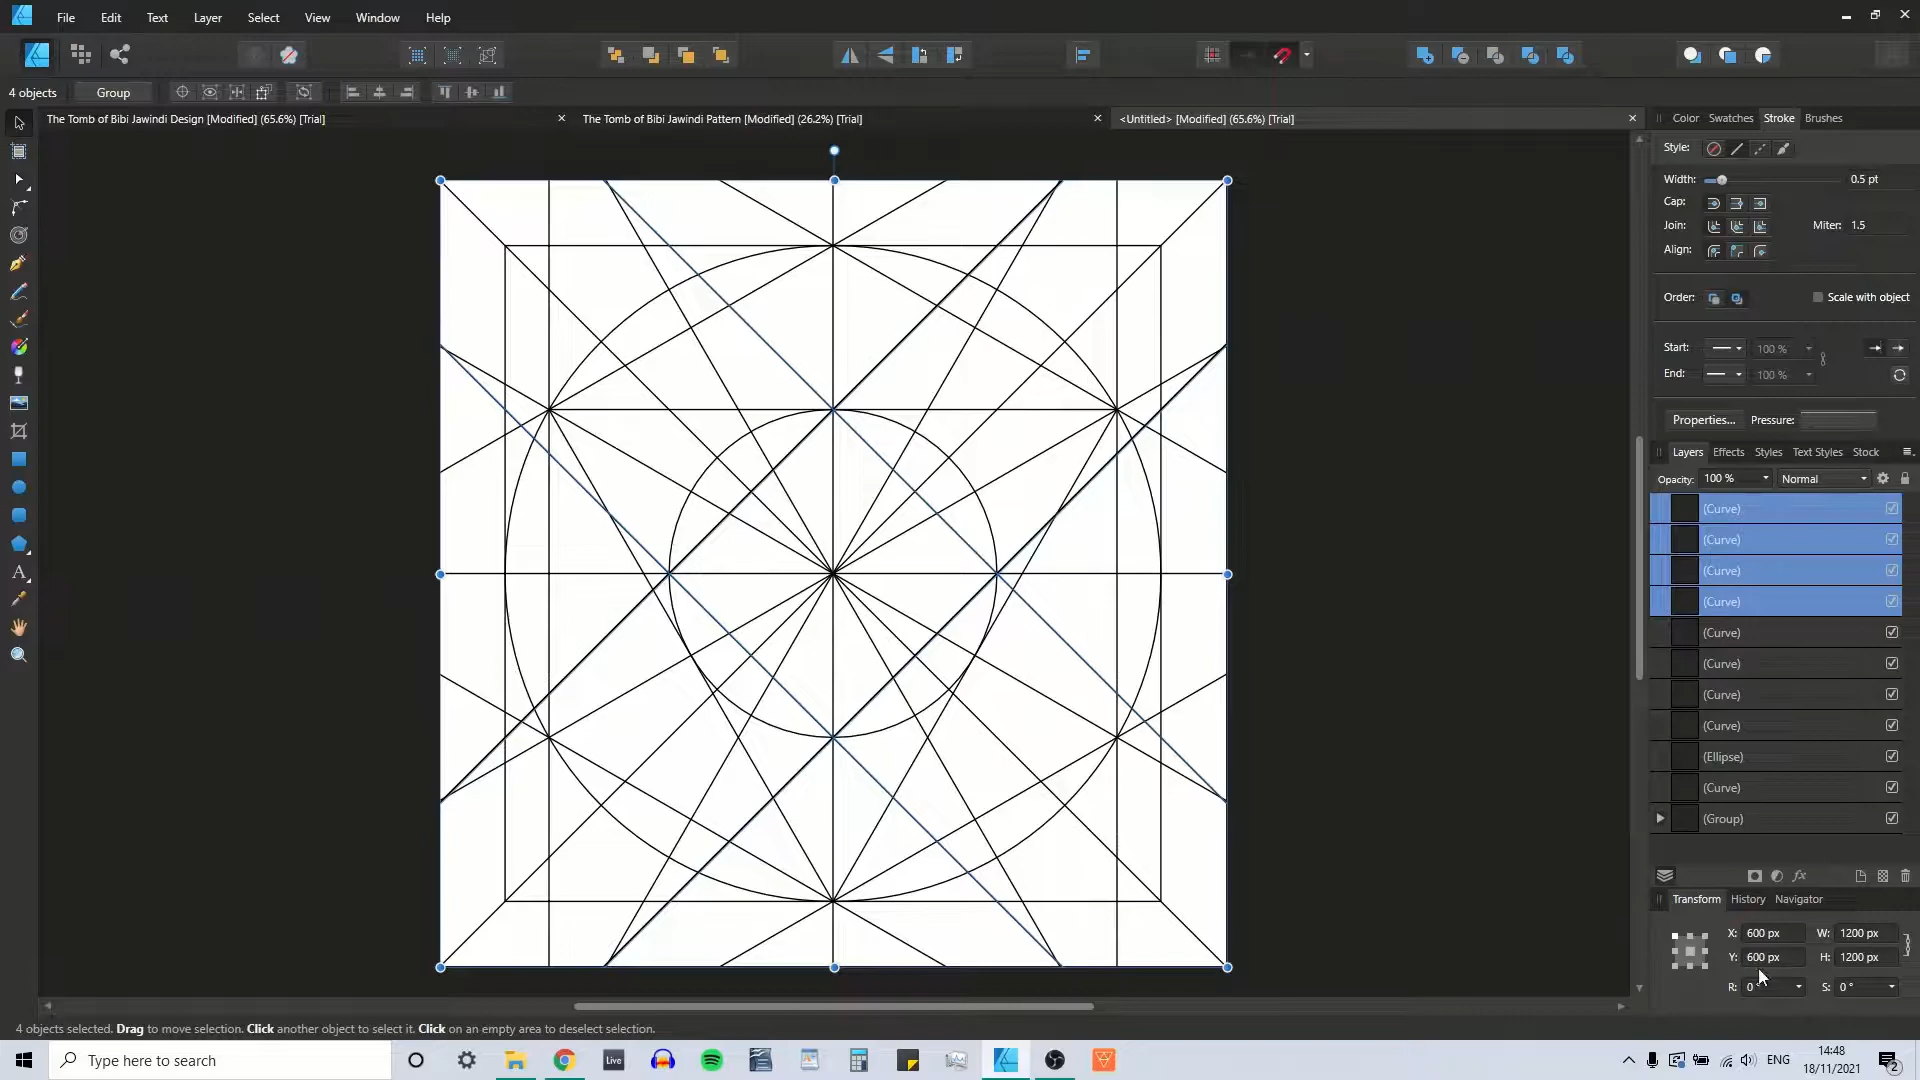 File Edit Text Layer Select View Window Help
4 objects Group
The Tomb of Bibi Jawindi Design [Modified] (65.6%) [Trial]
The Tomb of Bibi Jawindi Pattern [Modified] (26.2%) [Trial]
<Untitled> [Modified] (65.6%) [Trial]
Color Swatches Stroke Brushes
Style:
Width: 0.5 pt
Cap:
Join: Miter: 1.5
Align:
Order: Scale with object
Start: 100 %
End: 100 %
Properties... Pressure:
Layers Effects Styles Text Styles Stock
Opacity: 100 % Normal
(Curve)
(Curve)
(Curve)
(Curve)
(Curve)
(Curve)
(Curve)
(Curve)
(Ellipse)
(Curve)
(Group)
fx
Transform History Navigator
X: 600 px W: 1200 px
Y: 600 px H: 1200 px
R: 0 ° S: 0 °
4 objects selected. Drag to move selection. Click another object to select it. Click on an empty area to deselect selection.
Type here to search
Live
ENG
14:48
18/11/2021
2